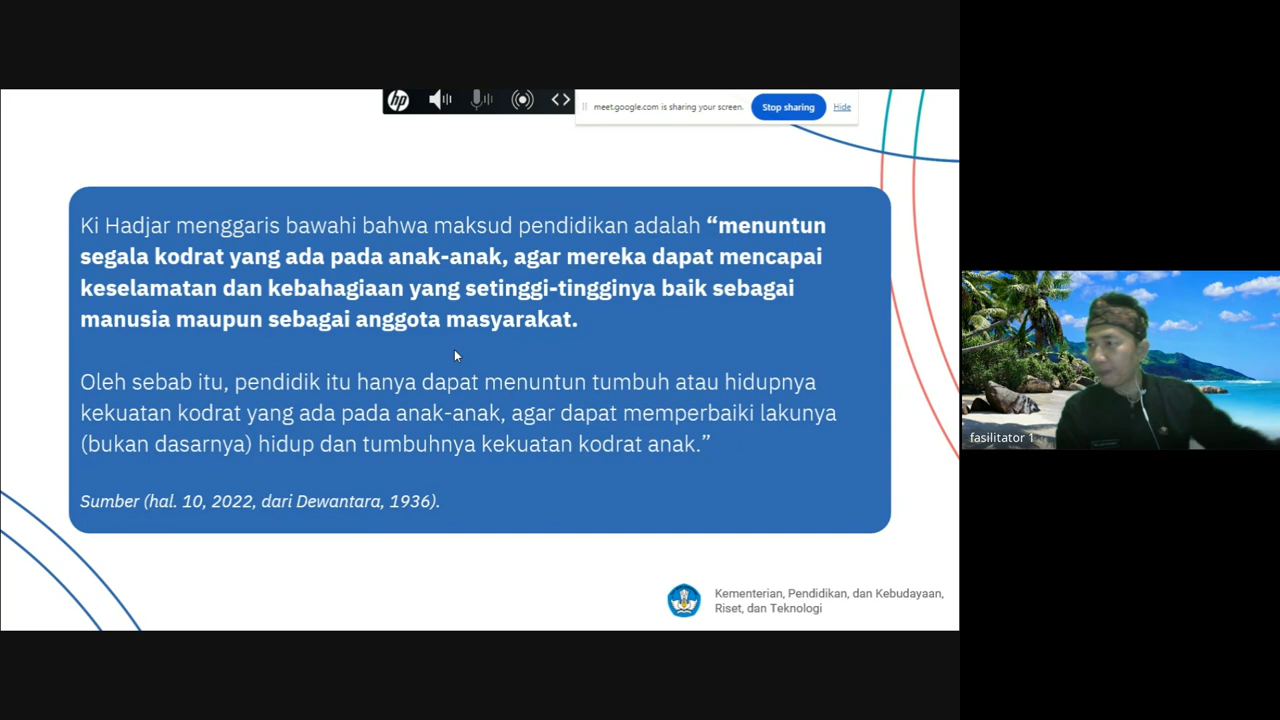 hp
meet.google.com is sharing your screen.
Stop sharing
Hide
Ki Hadjar menggaris bawahi bahwa maksud pendidikan adalah “menuntun
segala kodrat yang ada pada anak-anak, agar mereka dapat mencapai
keselamatan dan kebahagiaan yang setinggi-tingginya baik sebagai
manusia maupun sebagai anggota masyarakat.
Oleh sebab itu, pendidik itu hanya dapat menuntun tumbuh atau hidupnya
kekuatan kodrat yang ada pada anak-anak, agar dapat memperbaiki lakunya
(bukan dasarnya) hidup dan tumbuhnya kekuatan kodrat anak.”
Sumber (hal. 10, 2022, dari Dewantara, 1936).
fasilitator 1
Kementerian, Pendidikan, dan Kebudayaan,
Riset, dan Teknologi